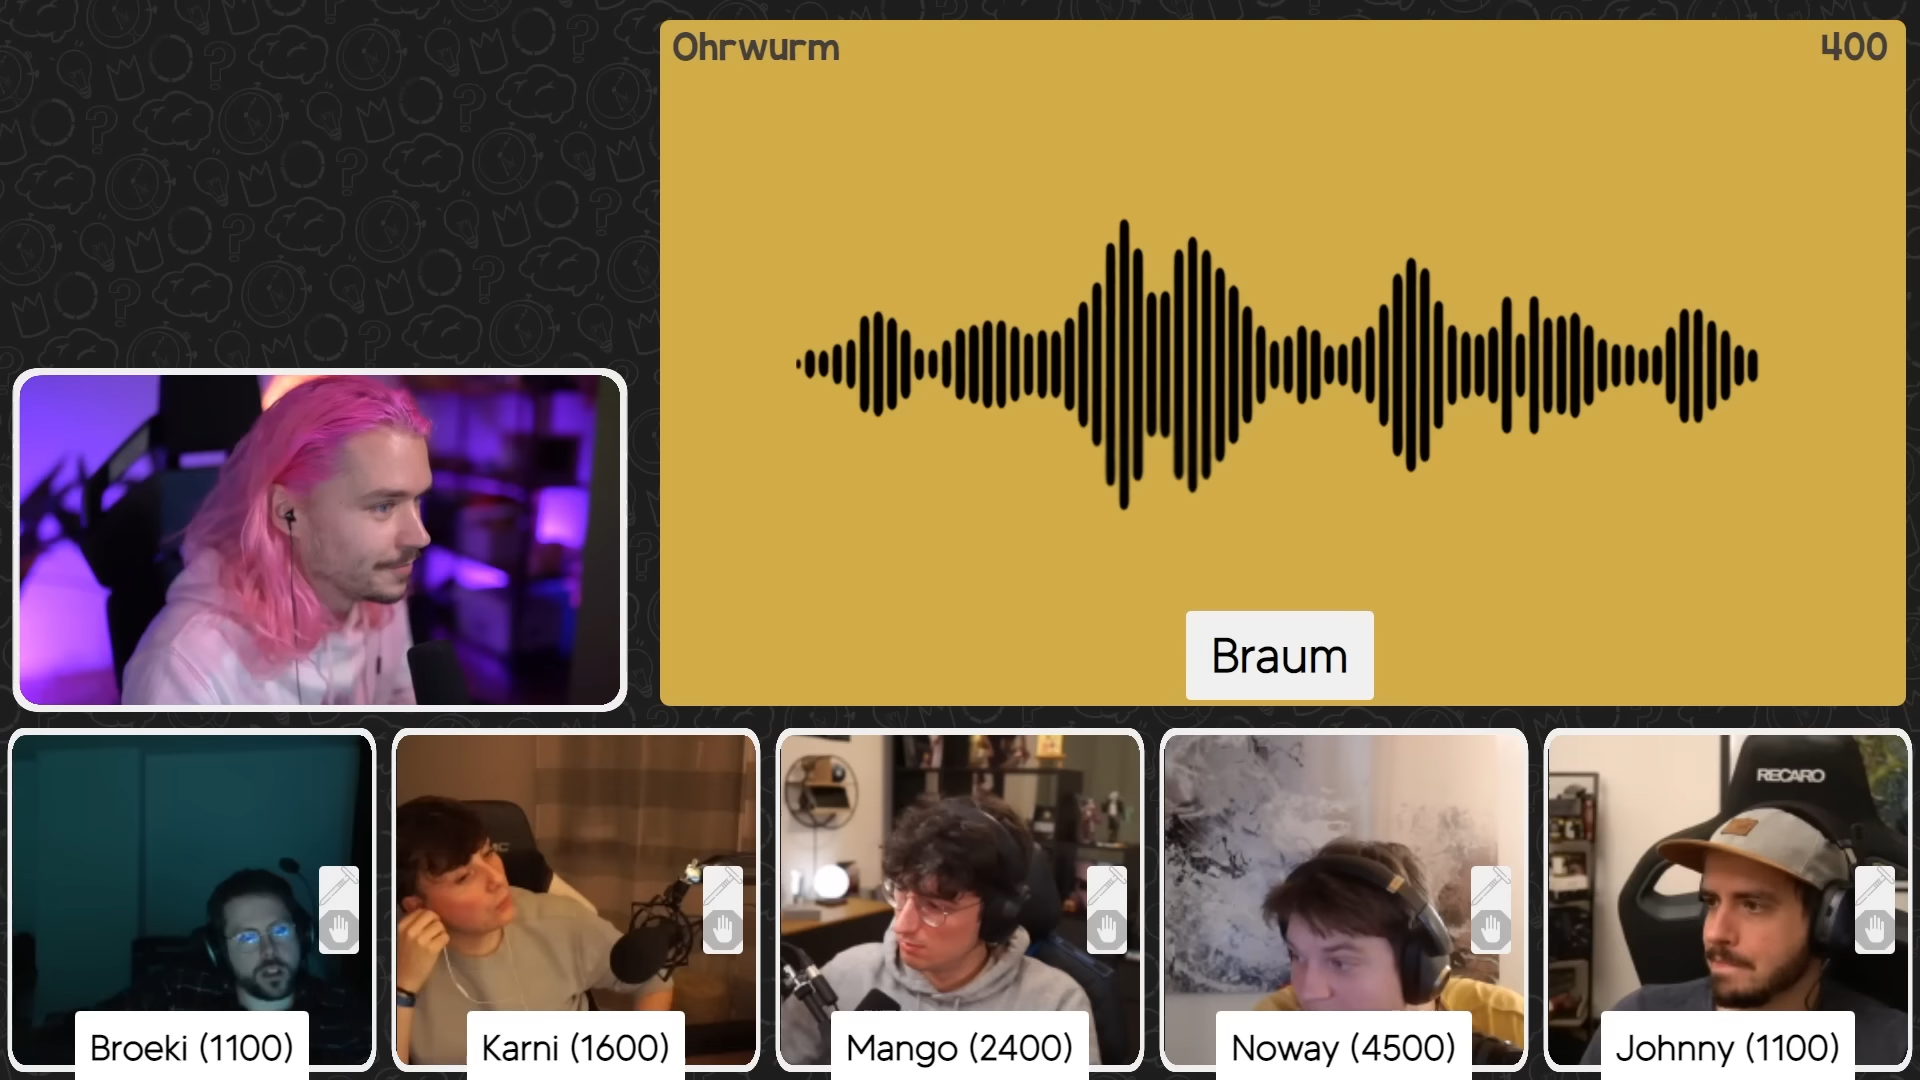 Ohrwurm
400
Braum
RECARO
Broeki (1100)
Karni (1600)
Mango (2400)
Noway (4500)
Johnny (1100)